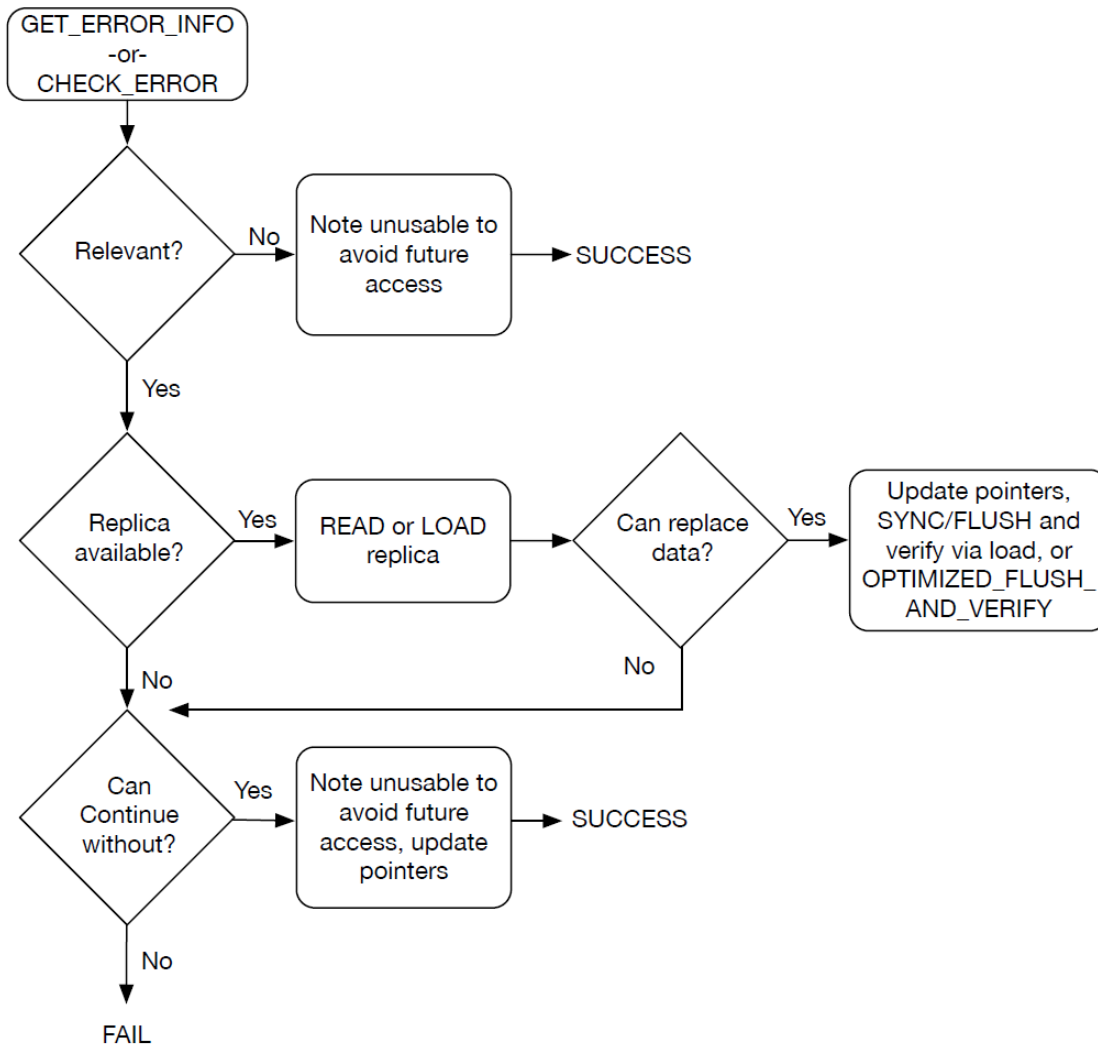 GET_ERROR_INFO
-or-
CHECK_ERROR
Relevant?
No
Note unusable to
avoid future
access
SUCCESS
Yes
Replica
available?
Yes
READ or LOAD
replica
Can replace
data?
Yes
Update pointers,
SYNC/FLUSH and
verify via load, or
OPTIMIZED_FLUSH_
AND_VERIFY
No
No
Can
Continue
without?
Yes
Note unusable to
avoid future
access, update
pointers
SUCCESS
No
FAIL